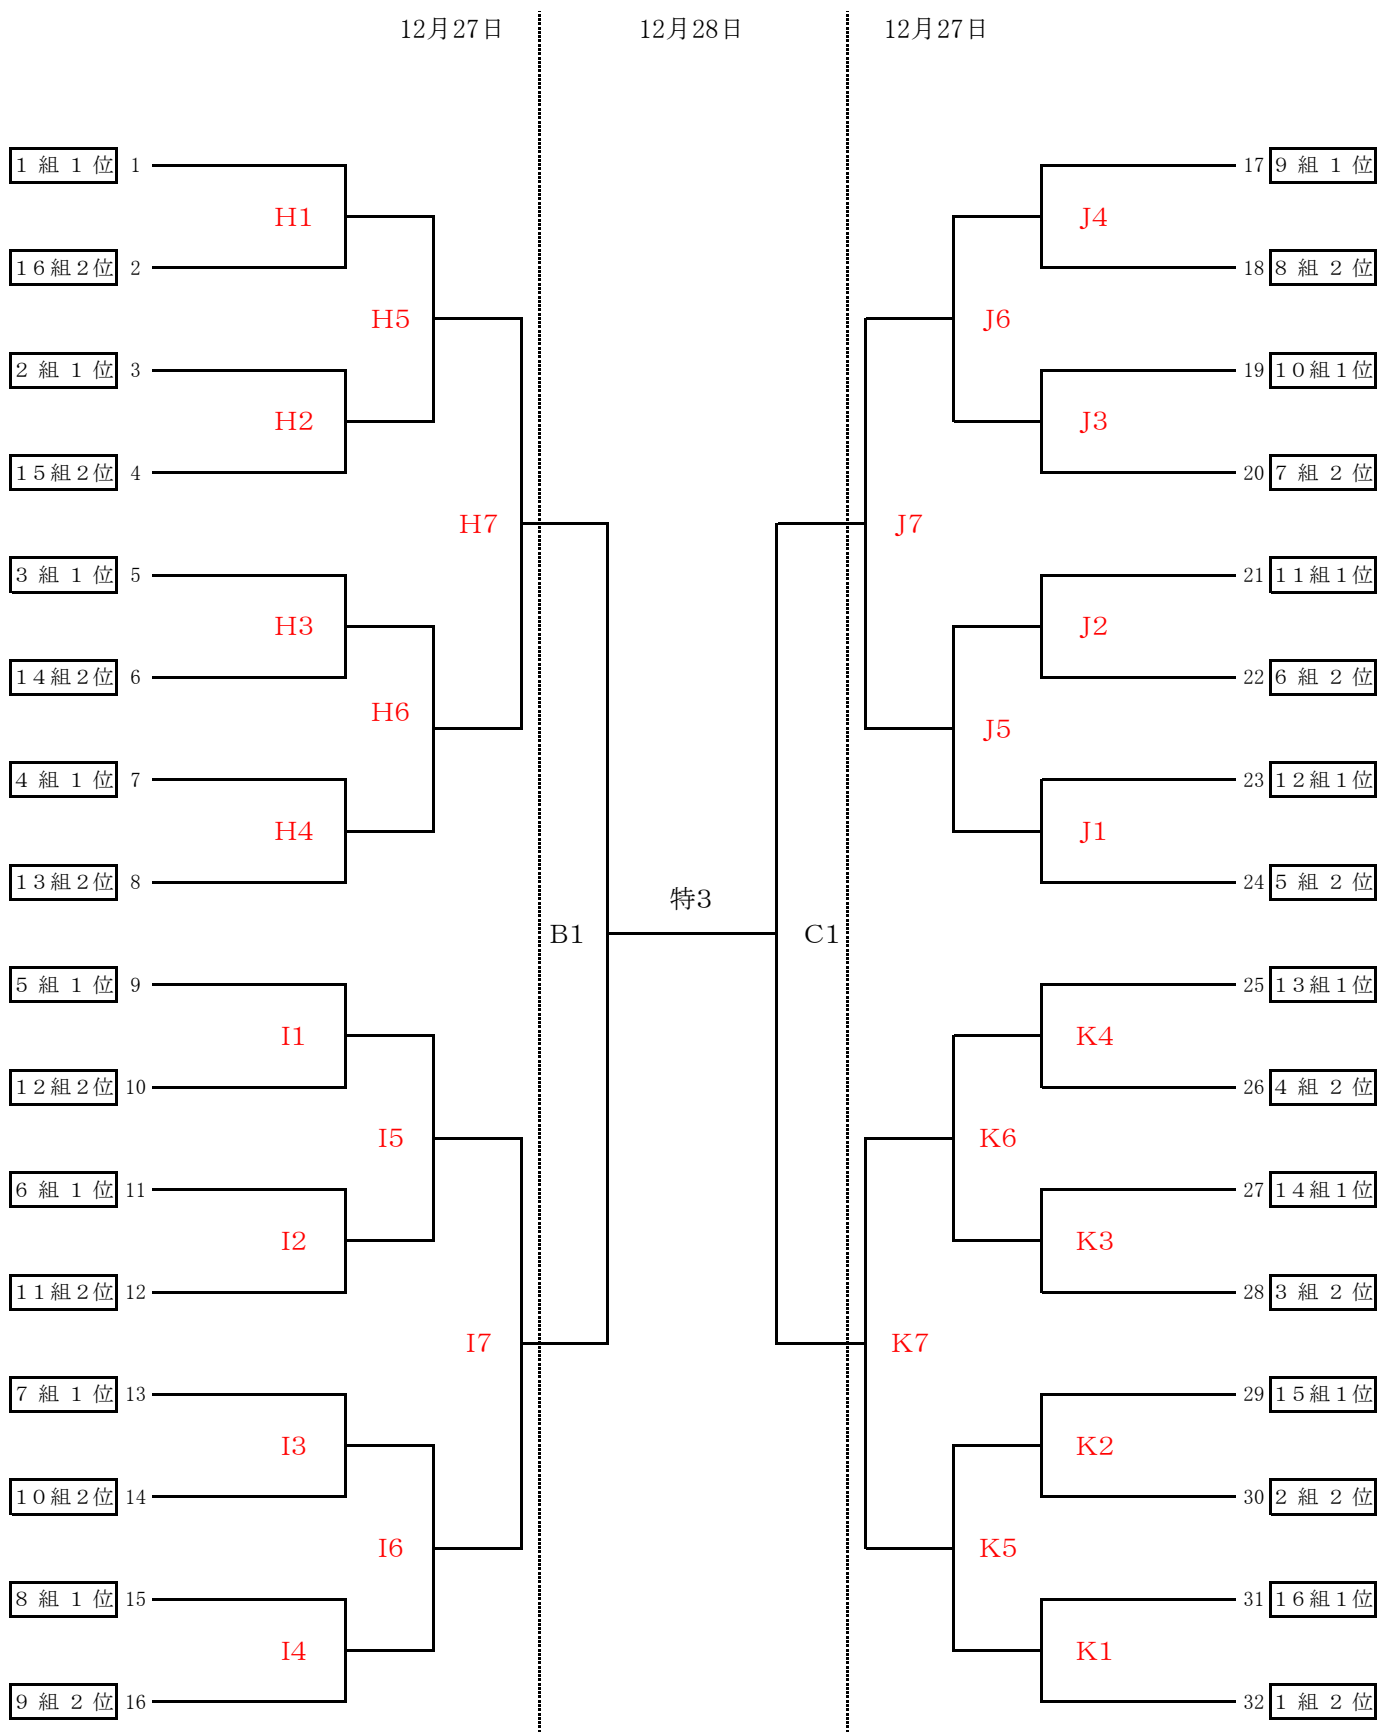 12月27日 12月28日 12月27日
1 組 1 位 1 17 9 組 1 位
H1 J4
16組2位 2 18 8 組 2 位
H5 J6
2 組 1 位 3 19 10組1位
H2 J3
15組2位 4 20 7 組 2 位
H7 J7
3 組 1 位 5 21 11組1位
H3 J2
14組2位 6 22 6 組 2 位
H6 J5
4 組 1 位 7 23 12組1位
H4 J1
13組2位 8 24 5 組 2 位
特3
B1 C1
5 組 1 位 9 25 13組1位
I1 K4
12組2位 10 26 4 組 2 位
I5 K6
6 組 1 位 11 27 14組1位
I2 K3
11組2位 12 28 3 組 2 位
I7 K7
7 組 1 位 13 29 15組1位
I3 K2
10組2位 14 30 2 組 2 位
I6 K5
8 組 1 位 15 31 16組1位
I4 K1
9 組 2 位 16 32 1 組 2 位